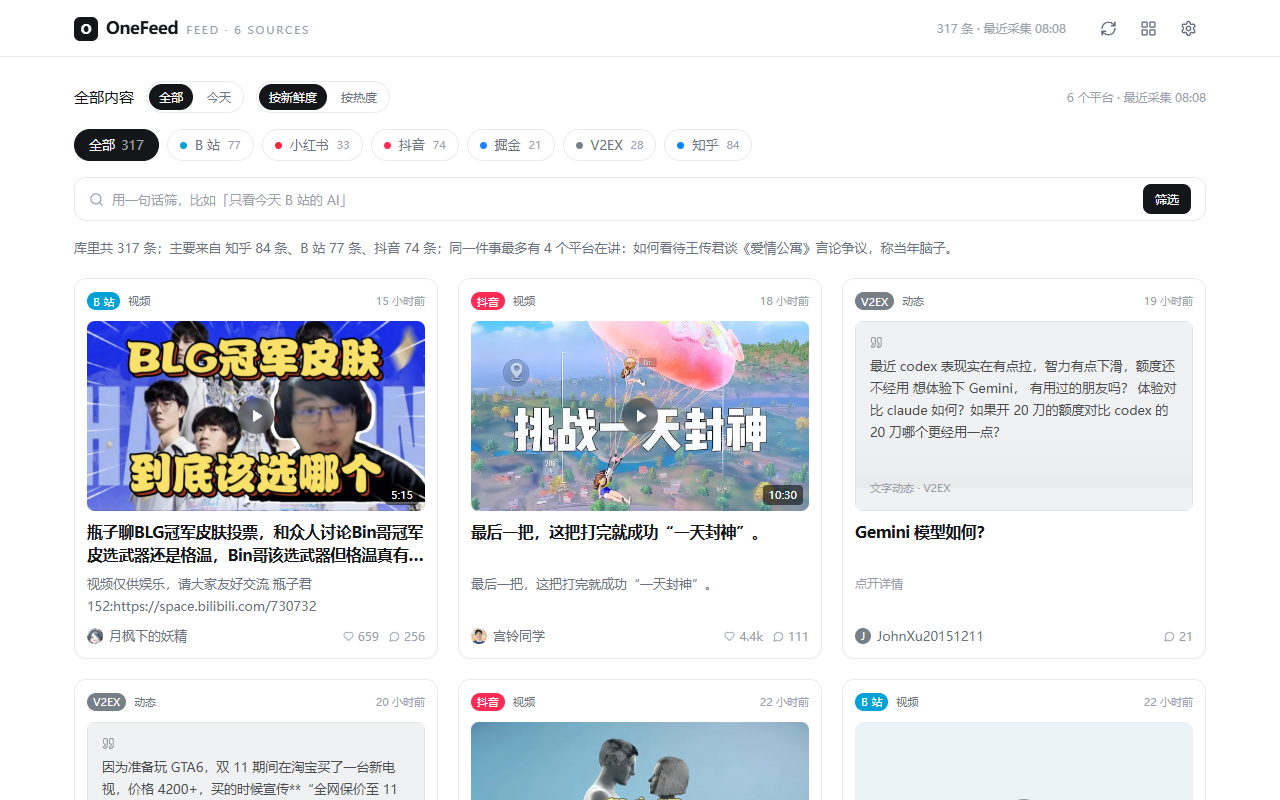 O OneFeed FEED · 6 SOURCES
317 条 · 最近采集 08:08
全部内容 全部 今天 按新鲜度 按热度
6 个平台 · 最近采集 08:08
全部 317 B 站 77 小红书 33 抖音 74 掘金 21 V2EX 28 知乎 84
用一句话筛，比如「只看今天 B 站的 AI」
筛选
库里共 317 条；主要来自 知乎 84 条、B 站 77 条、抖音 74 条；同一件事最多有 4 个平台在讲：如何看待王传君谈《爱情公寓》言论争议，称当年脑子。
B 站 视频 15 小时前
BLG冠军皮肤
到底该选哪个
5:15
瓶子聊BLG冠军皮肤投票，和众人讨论Bin哥冠军
皮选武器还是格温，Bin哥该选武器但格温真有...
视频仅供娱乐，请大家友好交流 瓶子君
152:https://space.bilibili.com/730732
月枫下的妖精 659 256
抖音 视频 18 小时前
挑战一天封神
10:30
最后一把，这把打完就成功“一天封神”。
最后一把，这把打完就成功“一天封神”。
宫铃同学 4.4k 111
V2EX 动态 19 小时前
最近 codex 表现实在有点拉，智力有点下滑，额度还
不经用 想体验下 Gemini， 有用过的朋友吗？ 体验对
比 claude 如何？如果开 20 刀的额度对比 codex 的
20 刀哪个更经用一点？
文字动态 · V2EX
Gemini 模型如何？
点开详情
J JohnXu20151211 21
V2EX 动态 20 小时前
因为准备玩 GTA6，双 11 期间在淘宝买了一台新电
视，价格 4200+，买的时候宣传**“全网保价至 11
抖音 视频 22 小时前
B 站 视频 22 小时前